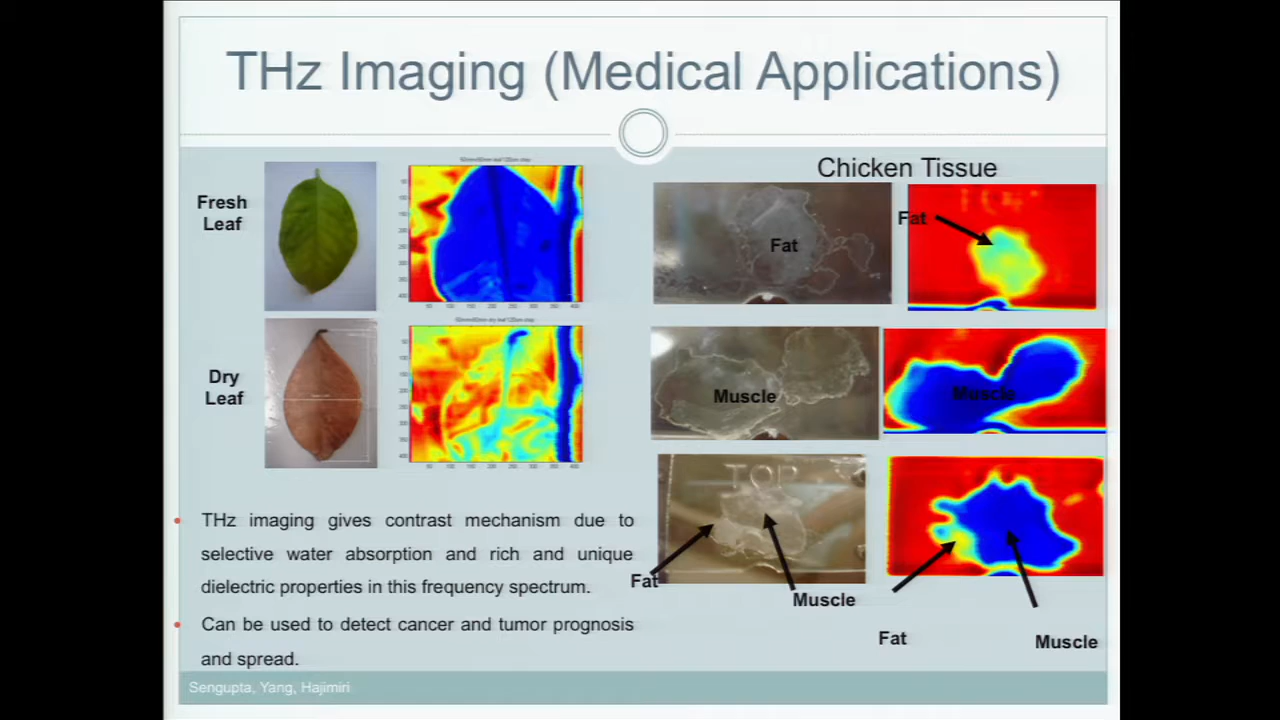 THz Imaging (Medical Applications)
Fresh
Leaf
Dry
Leaf
Chicken Tissue
Fat
Fat
Muscle
Muscle
TOP
Fat
Muscle
Fat
Muscle
THz imaging gives contrast mechanism due to
selective water absorption and rich and unique
dielectric properties in this frequency spectrum.
Can be used to detect cancer and tumor prognosis
and spread.
Sengupta, Yang, Hajimiri